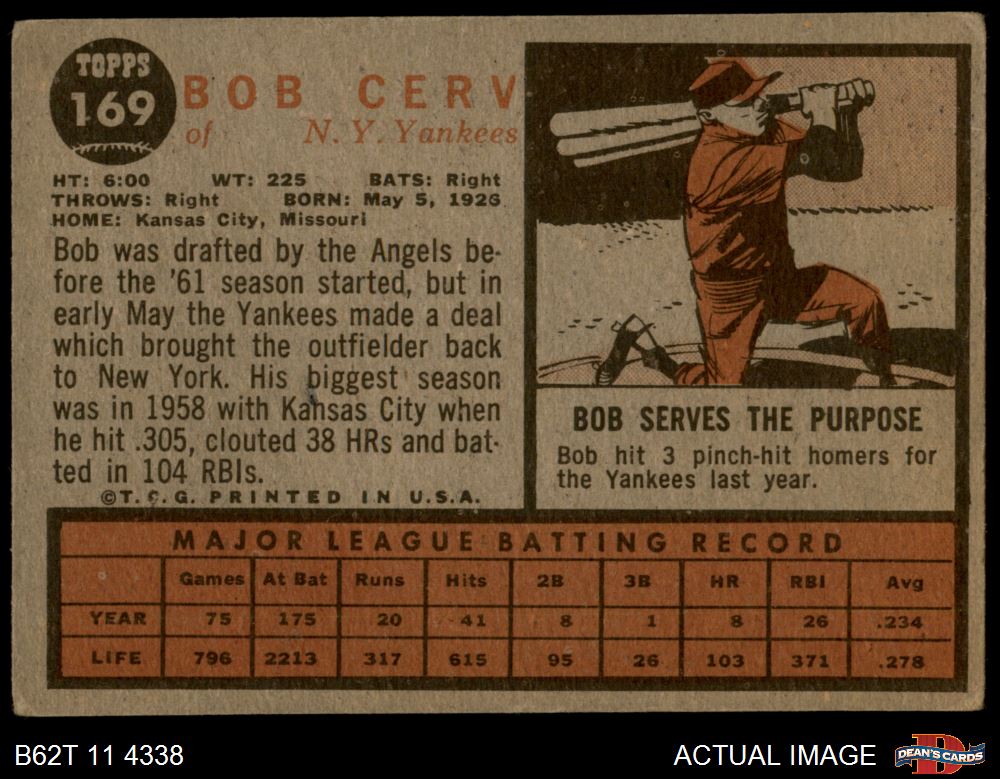 TOPPS
169
BOB CERV
of N. Y. Yankees
HT: 6:00 WT: 225 BATS: Right
THROWS: Right BORN: May 5, 1926
HOME: Kansas City, Missouri
Bob was drafted by the Angels be-
fore the '61 season started, but in
early May the Yankees made a deal
which brought the outfielder back
to New York. His biggest season
was in 1958 with Kansas City when
he hit .305, clouted 38 HRs and bat-
ted in 104 RBIs.
©T. C. G. PRINTED IN U.S.A.
BOB SERVES THE PURPOSE
Bob hit 3 pinch-hit homers for
the Yankees last year.
MAJOR LEAGUE BATTING RECORD
Games At Bat Runs Hits 2B 3B HR RBI Avg
YEAR 75 175 20 41 8 1 8 26 .234
LIFE 796 2213 317 615 95 26 103 371 .278
B62T 11 4338
ACTUAL IMAGE
DEAN'S CARDS